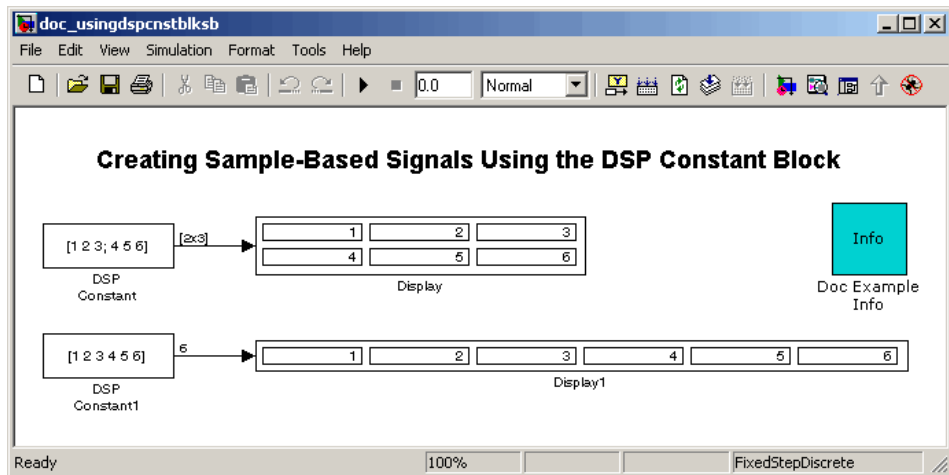 doc_usingdspcnstblksb
File Edit View Simulation Format Tools Help
0.0 Normal
Creating Sample-Based Signals Using the DSP Constant Block
[1 2 3; 4 5 6] [2x3] 1 2 3
4 5 6
DSP
Constant
Display
Info
Doc Example
Info
[1 2 3 4 5 6] 6 1 2 3 4 5 6
DSP
Constant1
Display1
Ready 100% FixedStepDiscrete